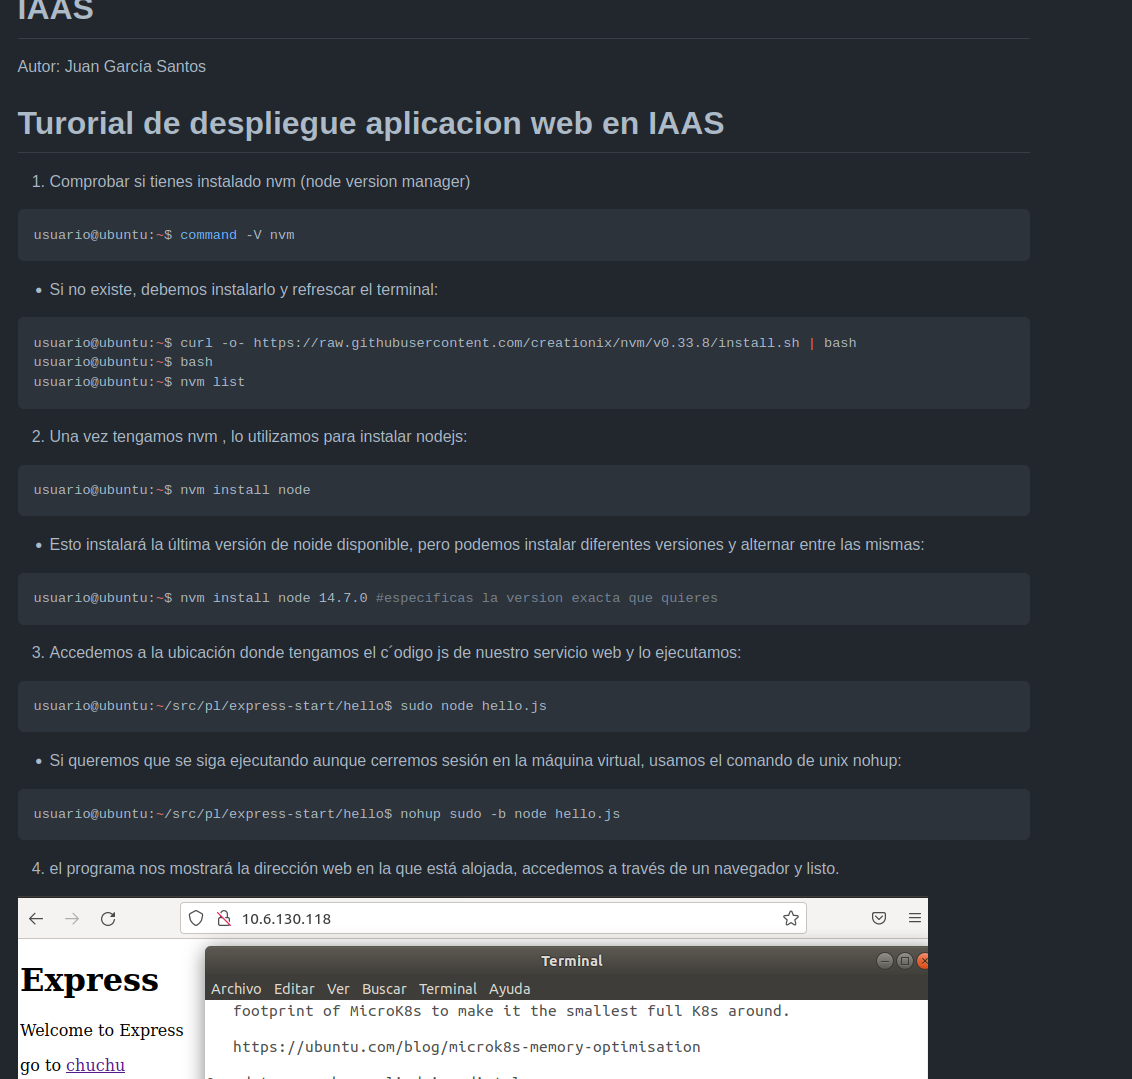 IAAS
Autor: Juan García Santos
Turorial de despliegue aplicacion web en IAAS
1. Comprobar si tienes instalado nvm (node version manager)
usuario@ubuntu:~$ command -V nvm
• Si no existe, debemos instalarlo y refrescar el terminal:
usuario@ubuntu:~$ curl -o- https://raw.githubusercontent.com/creationix/nvm/v0.33.8/install.sh | bash
usuario@ubuntu:~$ bash
usuario@ubuntu:~$ nvm list
2. Una vez tengamos nvm , lo utilizamos para instalar nodejs:
usuario@ubuntu:~$ nvm install node
• Esto instalará la última versión de noide disponible, pero podemos instalar diferentes versiones y alternar entre las mismas:
usuario@ubuntu:~$ nvm install node 14.7.0 #especificas la version exacta que quieres
3. Accedemos a la ubicación donde tengamos el c´odigo js de nuestro servicio web y lo ejecutamos:
usuario@ubuntu:~/src/pl/express-start/hello$ sudo node hello.js
• Si queremos que se siga ejecutando aunque cerremos sesión en la máquina virtual, usamos el comando de unix nohup:
usuario@ubuntu:~/src/pl/express-start/hello$ nohup sudo -b node hello.js
4. el programa nos mostrará la dirección web en la que está alojada, accedemos a través de un navegador y listo.
10.6.130.118
Terminal
Archivo Editar Ver Buscar Terminal Ayuda
Express
footprint of MicroK8s to make it the smallest full K8s around.
Welcome to Express
https://ubuntu.com/blog/microk8s-memory-optimisation
go to chuchu